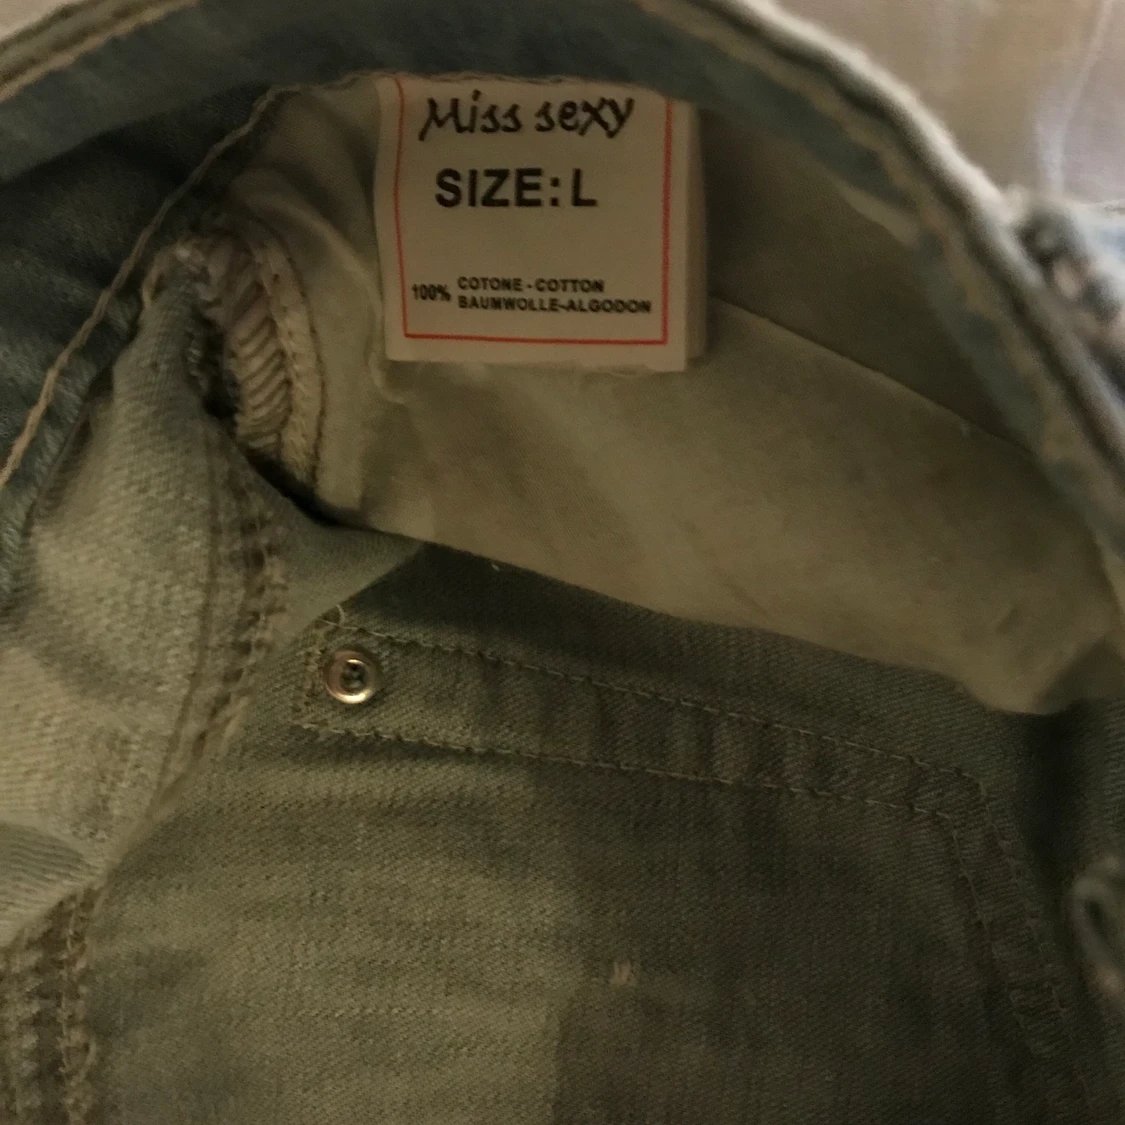 Miss sexy
SIZE: L
100% COTONE - COTTON
BAUMWOLLE-ALGODON